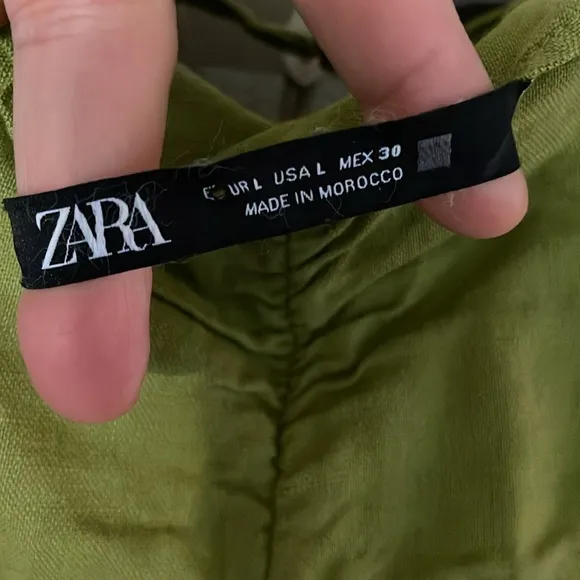 ZARA
EUR L USA L MEX 30
MADE IN MOROCCO